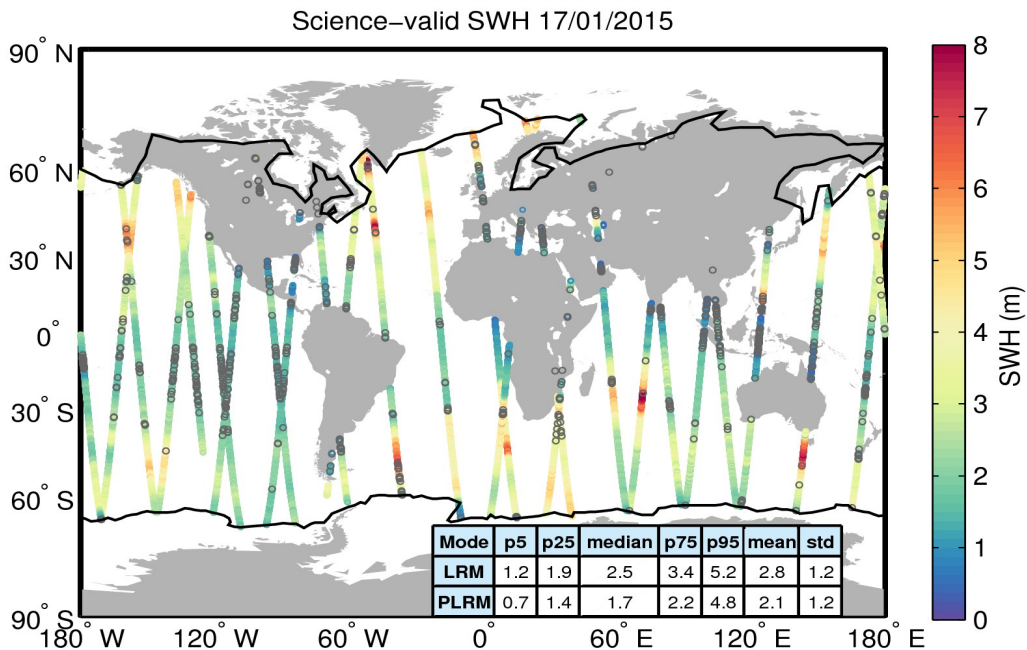 Science−valid SWH 17/01/2015
90° N
60° N
30° N
0°
30° S
60° S
90° S
180° W
120° W
60° W
0°
60° E
120° E
180° E
Mode p5 p25 median p75 p95 mean std
LRM 1.2 1.9 2.5 3.4 5.2 2.8 1.2
PLRM 0.7 1.4 1.7 2.2 4.8 2.1 1.2
8
7
6
5
4
3
2
1
0
SWH (m)